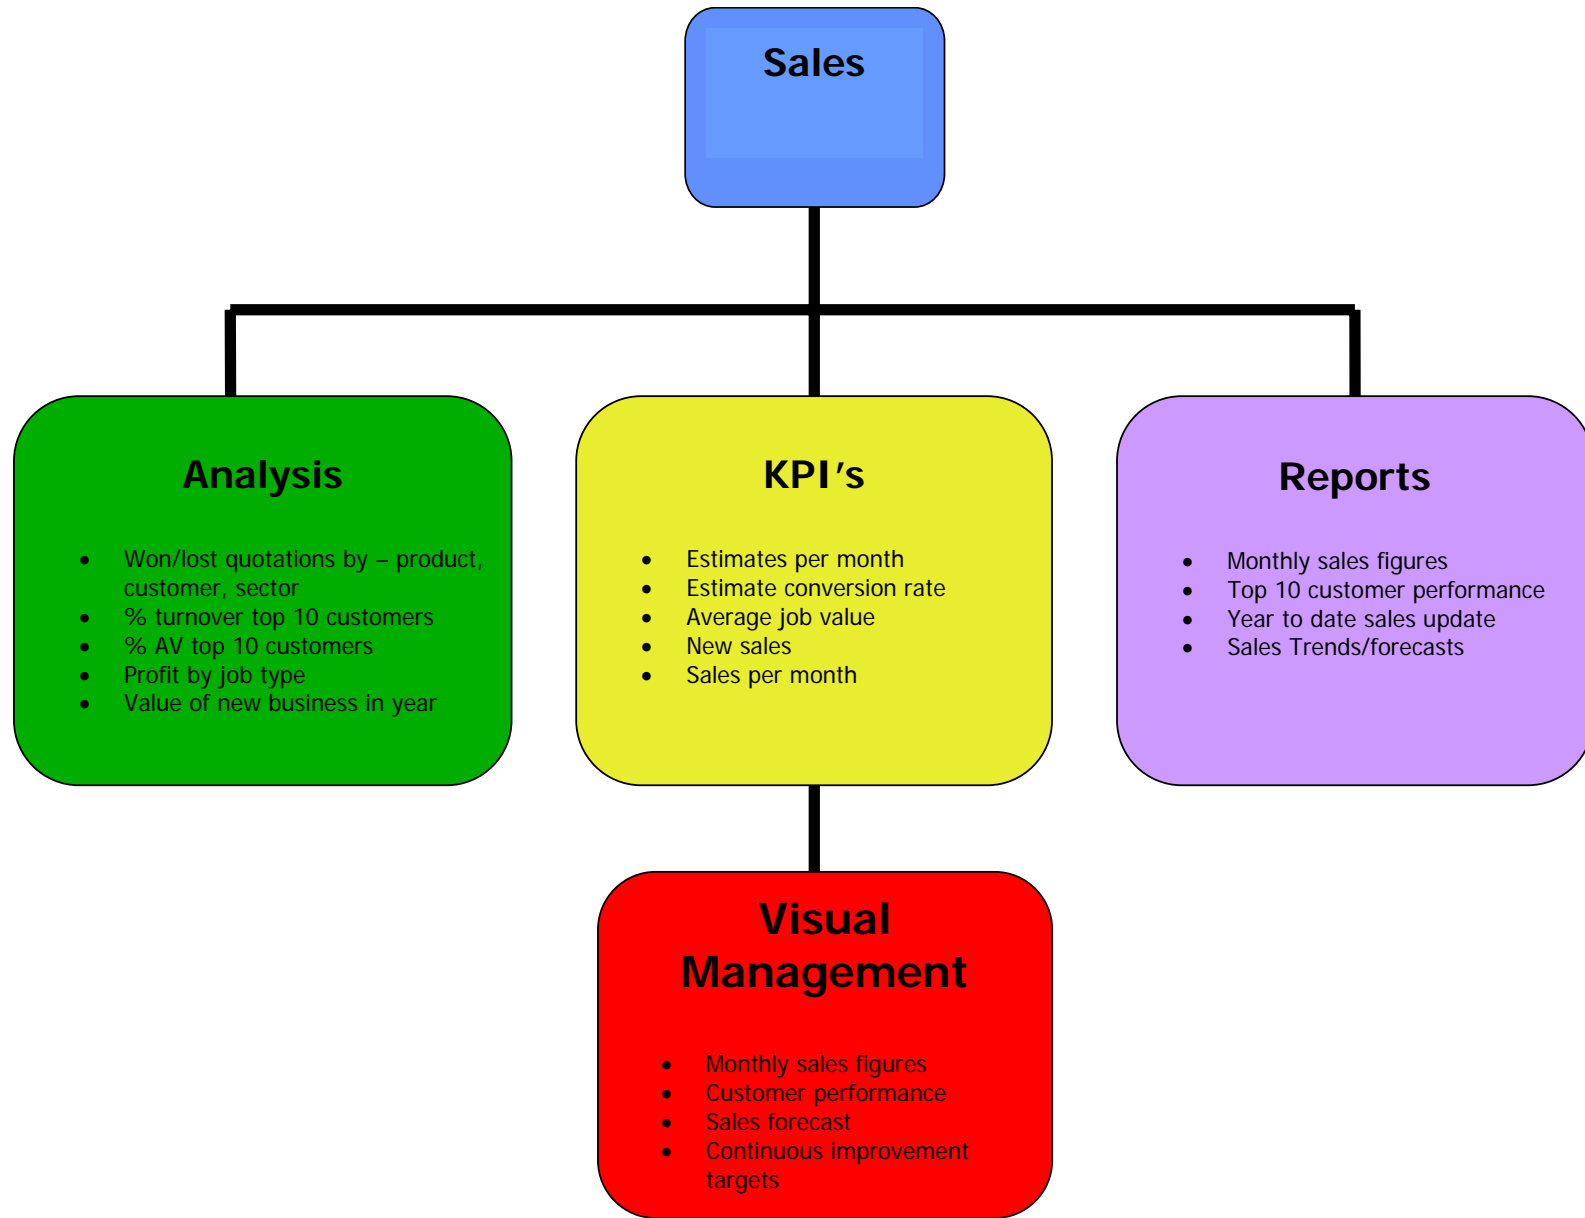 Sales
Analysis
• Won/lost quotations by – product,
customer, sector
• % turnover top 10 customers
• % AV top 10 customers
• Profit by job type
• Value of new business in year
KPI's
• Estimates per month
• Estimate conversion rate
• Average job value
• New sales
• Sales per month
Reports
• Monthly sales figures
• Top 10 customer performance
• Year to date sales update
• Sales Trends/forecasts
Visual
Management
• Monthly sales figures
• Customer performance
• Sales forecast
• Continuous improvement
targets